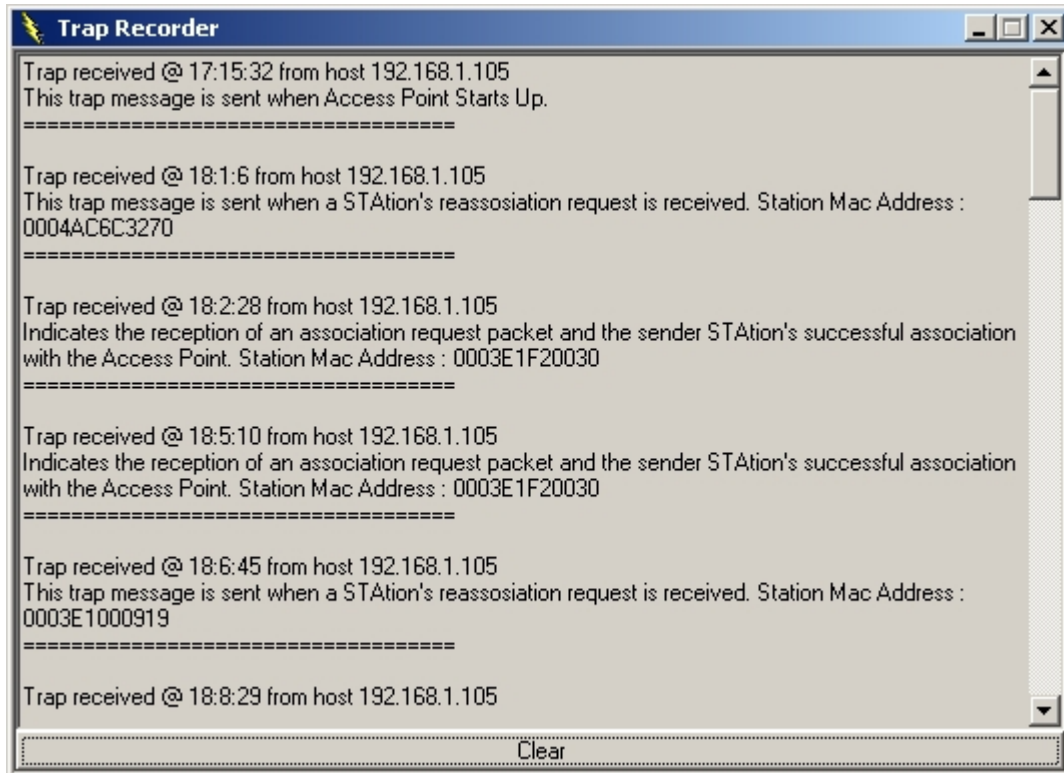 Trap Recorder
Trap received @ 17:15:32 from host 192.168.1.105
This trap message is sent when Access Point Starts Up.
====================================
Trap received @ 18:1:6 from host 192.168.1.105
This trap message is sent when a STAtion's reassosiation request is received. Station Mac Address :
0004AC6C3270
====================================
Trap received @ 18:2:28 from host 192.168.1.105
Indicates the reception of an association request packet and the sender STAtion's successful association
with the Access Point. Station Mac Address : 0003E1F20030
====================================
Trap received @ 18:5:10 from host 192.168.1.105
Indicates the reception of an association request packet and the sender STAtion's successful association
with the Access Point. Station Mac Address : 0003E1F20030
====================================
Trap received @ 18:6:45 from host 192.168.1.105
This trap message is sent when a STAtion's reassosiation request is received. Station Mac Address :
0003E1000919
====================================
Trap received @ 18:8:29 from host 192.168.1.105
Clear